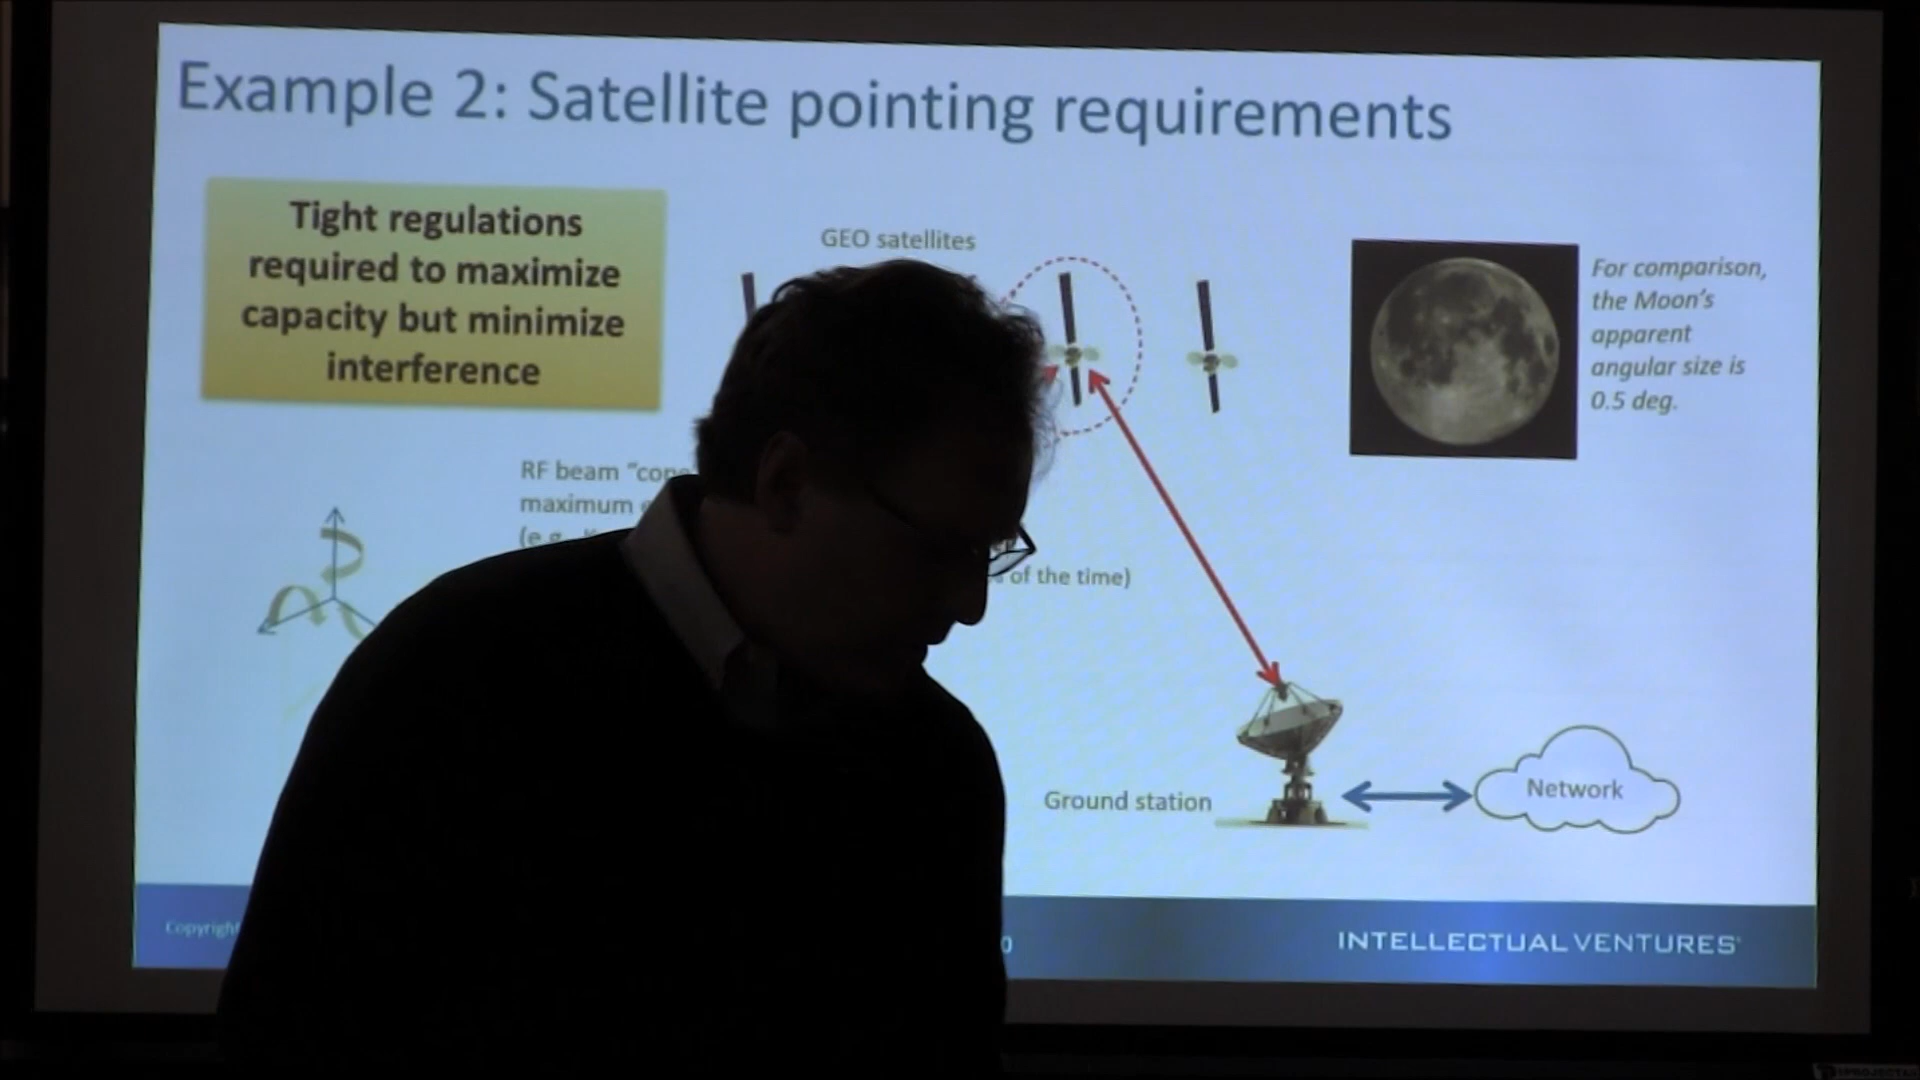 Example 2: Satellite pointing requirements
Tight regulations
required to maximize
capacity but minimize
interference
GEO satellites
For comparison,
the Moon's
apparent
angular size is
0.5 deg.
RF beam
maximum
(e.g.
of the time)
Ground station
Network
INTELLECTUAL VENTURES